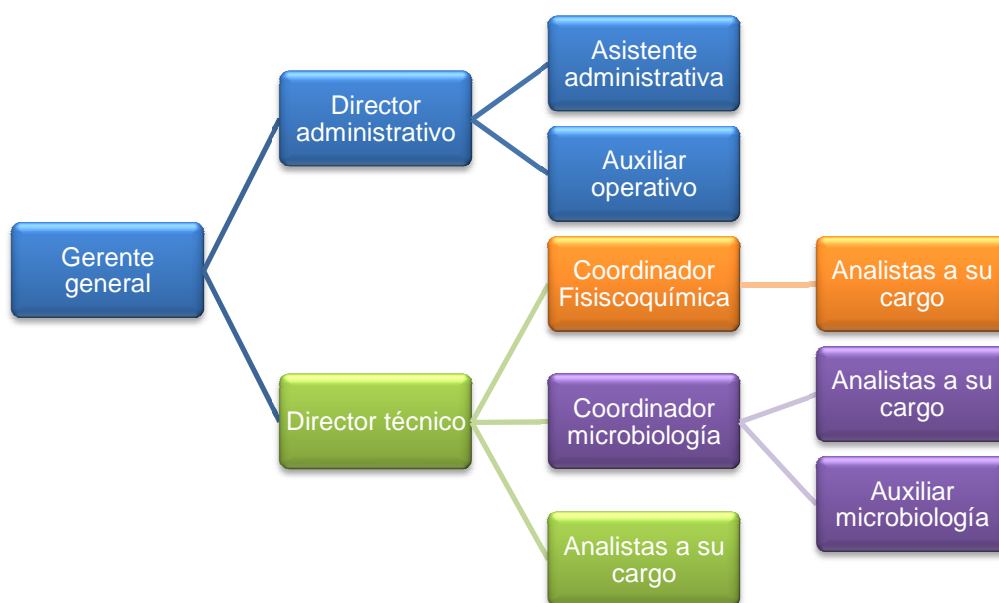 Asistente
administrativa
Director
administrativo
Auxiliar
operativo
Gerente
general
Coordinador
Fisiscoquímica
Analistas a su
cargo
Director técnico
Coordinador
microbiología
Analistas a su
cargo
Auxiliar
microbiología
Analistas a su
cargo